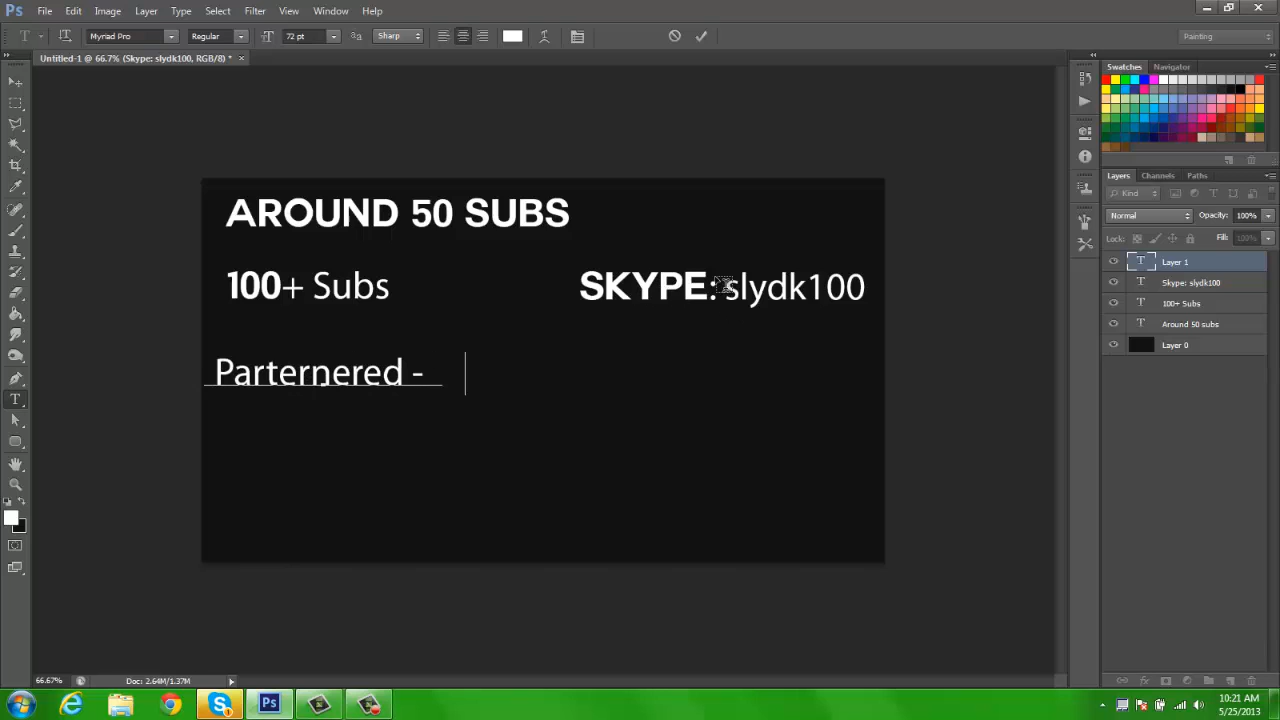 Ps File Edit Image Layer Type Select Filter View Window Help
T Myriad Pro Regular 72 pt Sharp Painting
Untitled-1 @ 66.7% (Skype: slydk100, RGB/8) *
Swatches Navigator
AROUND 50 SUBS
100+ Subs
SKYPE: slydk100
Parternered -
Layers Channels Paths
Kind
Normal Opacity: 100%
Lock: Fill: 100%
T Layer 1
T Skype: slydk100
T 100+ Subs
T Around 50 subs
Layer 0
66.67% Doc: 2.64M/1.37M
Ps
10:21 AM
5/25/2013